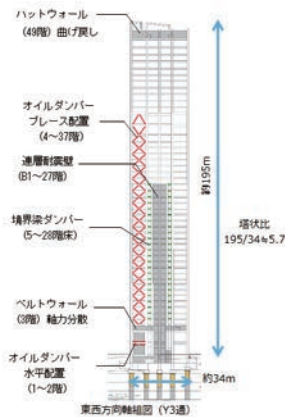 ハットウォール
(49階) 曲げ戻し
オイルダンパー
ブレース配置
(4～37階)
連層耐震壁
(B1～27階)
境界梁ダンパー
(5～28階床)
ベルトウォール
(3階) 軸力分散
オイルダンパー
水平配置
(1～2階)
約195m
塔状比
195/34≒5.7
約34m
東西方向軸組図 (Y3通)